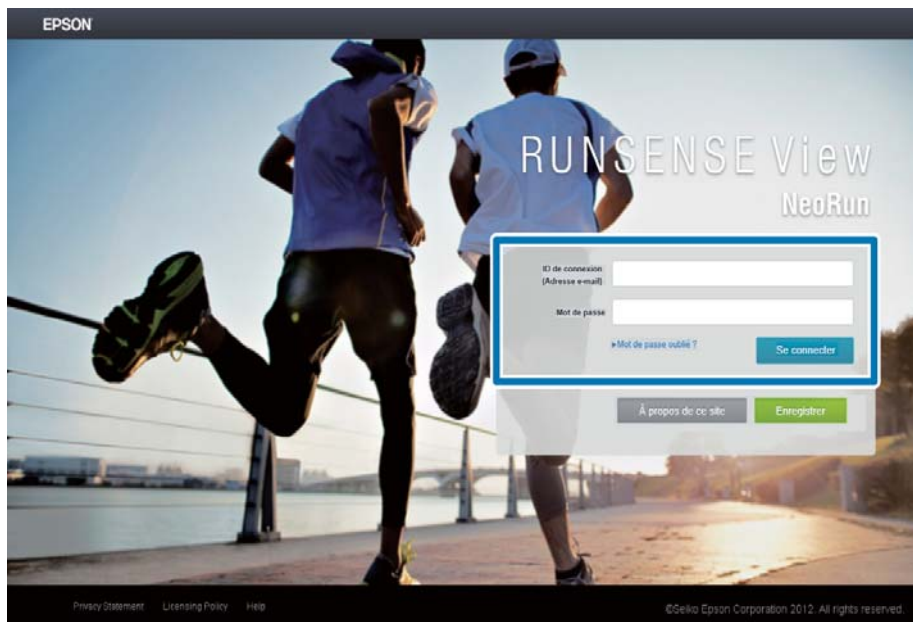 EPSON
RUNSENSE View
NeoRun
ID de connexion
(Adresse e-mail)
Mot de passe
▶Mot de passe oublié ?
Se connecter
À propos de ce site
Enregistrer
Privacy Statement Licensing Policy Help
©Seiko Epson Corporation 2012. All rights reserved.